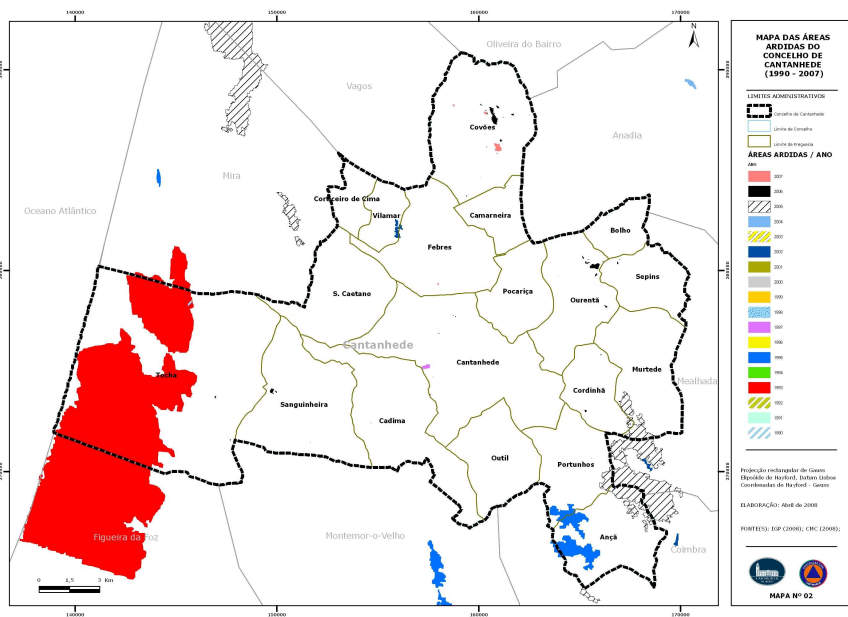 140000
150000
160000
170000
N
Oliveira do Bairro
Vagos
Anadia
Covões
Mira
Oceano Atlântico
Corticeiro de Cima
Vilamar
Camarneira
Febres
Bolho
Sepins
S. Caetano
Pocariça
Ourentã
Cantanhede
Cantanhede
Murtede
Mealhada
Tocha
Sanguinheira
Cordinhã
Cadima
Outil
Portunhos
Figueira da Foz
Montemor-o-Velho
Ançã
Coimbra
0 1,5 3 Km
140000
150000
160000
170000
MAPA DAS ÁREAS
ARDIDAS DO
CONCELHO DE
CANTANHEDE
(1990 - 2007)
LIMITES ADMINISTRATIVOS
Concelho de Cantanhede
Limite de Concelho
Limite de Freguesia
ÁREAS ARDIDAS / ANO
ANO
2007
2006
2005
2004
2003
2002
2001
2000
1999
1998
1997
1996
1995
1994
1993
1992
1991
1990
Projecção rectangular de Gauss
Elipsóide de Hayford, Datum Lisboa
Coordenadas de Hayford - Gauss
ELABORAÇÃO: Abril de 2008
FONTE(S): IGP (2008); CMC (2008);
MAPA Nº 02